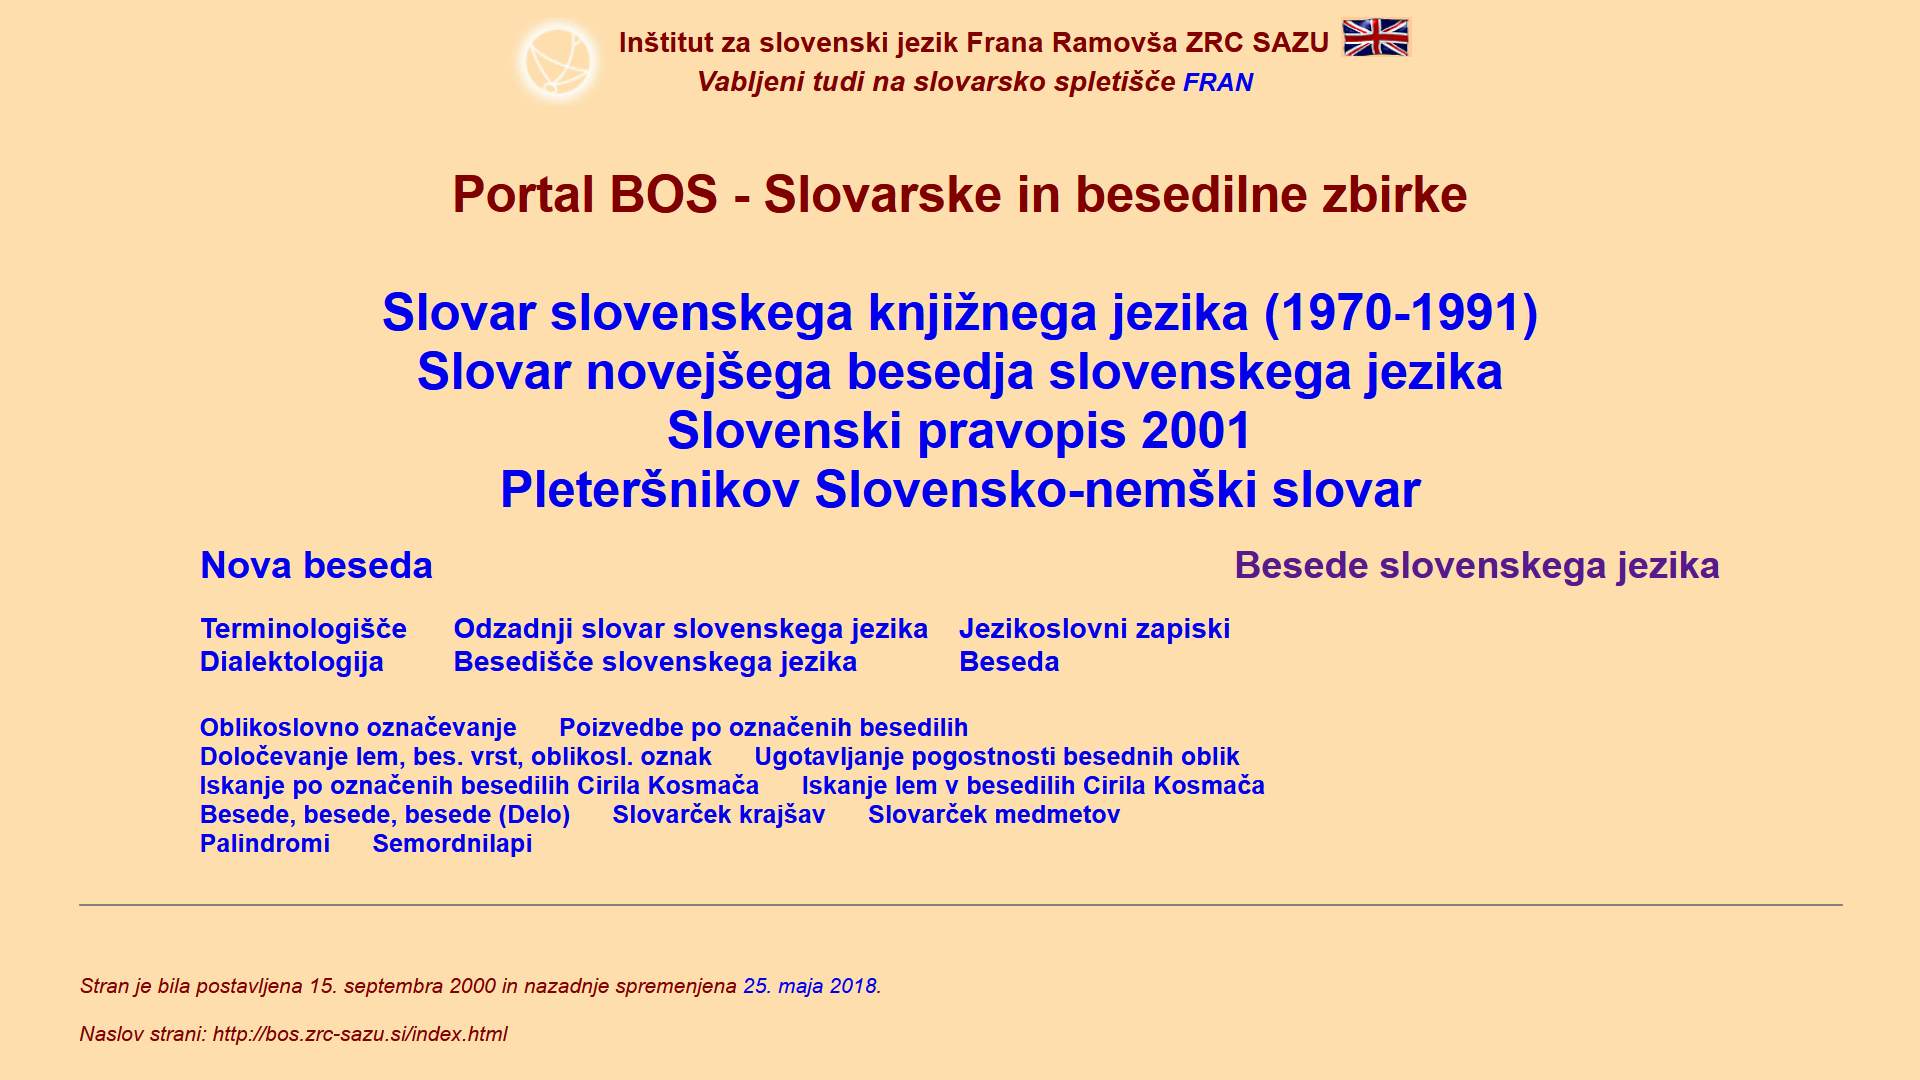 Inštitut za slovenski jezik Frana Ramovša ZRC SAZU
Vabljeni tudi na slovarsko spletišče FRAN
Portal BOS - Slovarske in besedilne zbirke
Slovar slovenskega knjižnega jezika (1970-1991)
Slovar novejšega besedja slovenskega jezika
Slovenski pravopis 2001
Pleteršnikov Slovensko-nemški slovar
Nova beseda Besede slovenskega jezika
Terminologišče Odzadnji slovar slovenskega jezika Jezikoslovni zapiski
Dialektologija Besedišče slovenskega jezika Beseda
Oblikoslovno označevanje Poizvedbe po označenih besedilih
Določevanje lem, bes. vrst, oblikosl. oznak Ugotavljanje pogostnosti besednih oblik
Iskanje po označenih besedilih Cirila Kosmača Iskanje lem v besedilih Cirila Kosmača
Besede, besede, besede (Delo) Slovarček krajšav Slovarček medmetov
Palindromi Semordnilapi
Stran je bila postavljena 15. septembra 2000 in nazadnje spremenjena 25. maja 2018.
Naslov strani: http://bos.zrc-sazu.si/index.html